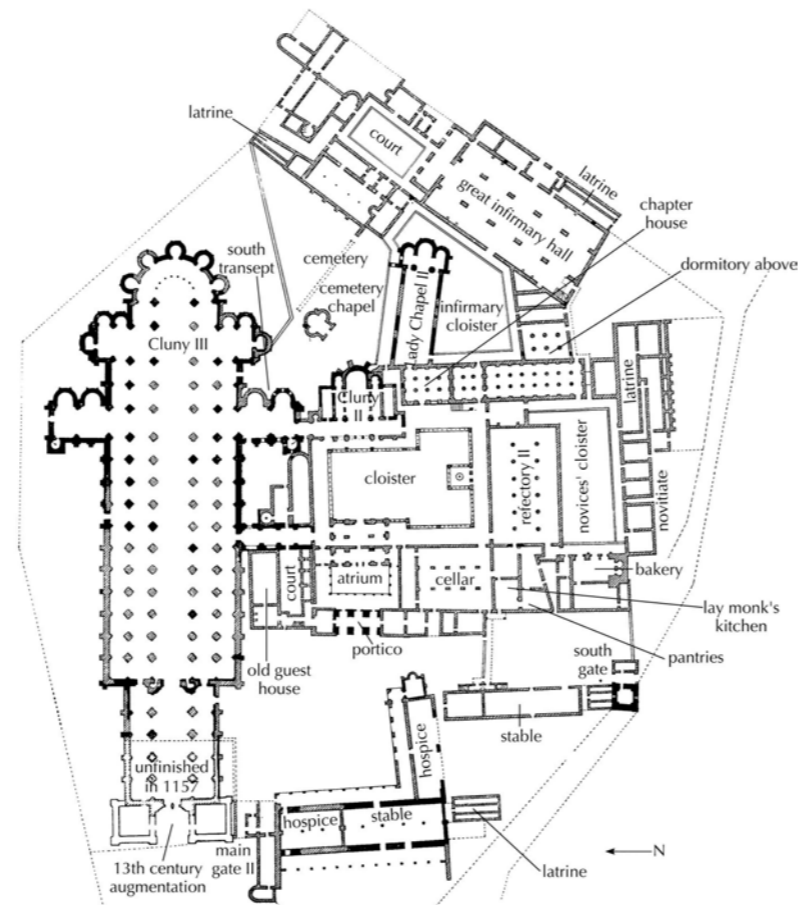 latrine
court
great infirmary hall
latrine
chapter
house
south
transept
cemetery
dormitory above
cemetery
chapel
Lady Chapel II
infirmary
cloister
Cluny III
Cluny
II
latrine
cloister
refectory II
novices' cloister
novitiate
court
atrium
cellar
bakery
lay monk's
kitchen
portico
pantries
old guest
house
south
gate
stable
hospice
unfinished
in 1157
hospice
stable
main
gate II
13th century
augmentation
latrine
N